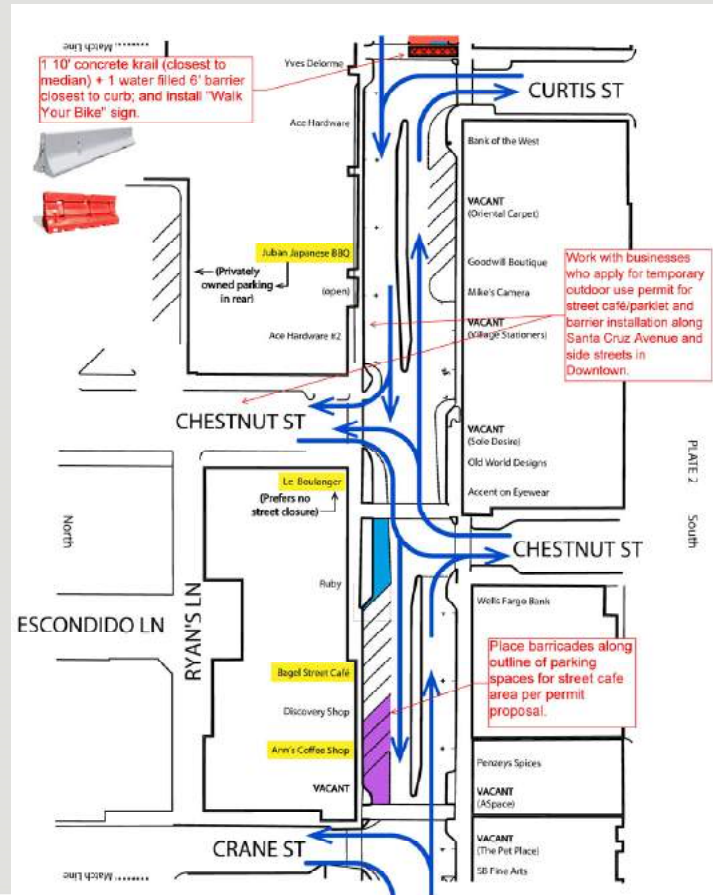 Match Line ........
1 10' concrete krail (closest to
median) + 1 water filled 6' barrier
closest to curb; and install "Walk
Your Bike" sign.
Yves Delorme
CURTIS ST
Ace Hardware
Bank of the West
VACANT
(Oriental Carpet)
Juban Japanese BBQ
(Privately
owned parking
in rear)
(open)
Goodwill Boutique
Mike's Camera
VACANT
(Village Stationers)
Work with businesses
who apply for temporary
outdoor use permit for
street café/parklet and
barrier installation along
Santa Cruz Avenue and
side streets in
Downtown.
Ace Hardware #2
CHESTNUT ST
VACANT
(Sole Desire)
Old World Designs
Accent on Eyewear
PLATE 2
South
North
Le Boulanger
(Prefers no
street closure)
CHESTNUT ST
Ruby
Wells Fargo Bank
ESCONDIDO LN
RYAN'S LN
Place barricades along
outline of parking
spaces for street cafe
area per permit
proposal.
Bagel Street Café
Discovery Shop
Ann's Coffee Shop
VACANT
Penzeys Spices
VACANT
(ASpace)
CRANE ST
VACANT
(The Pet Place)
SB Fine Arts
Match Line ........